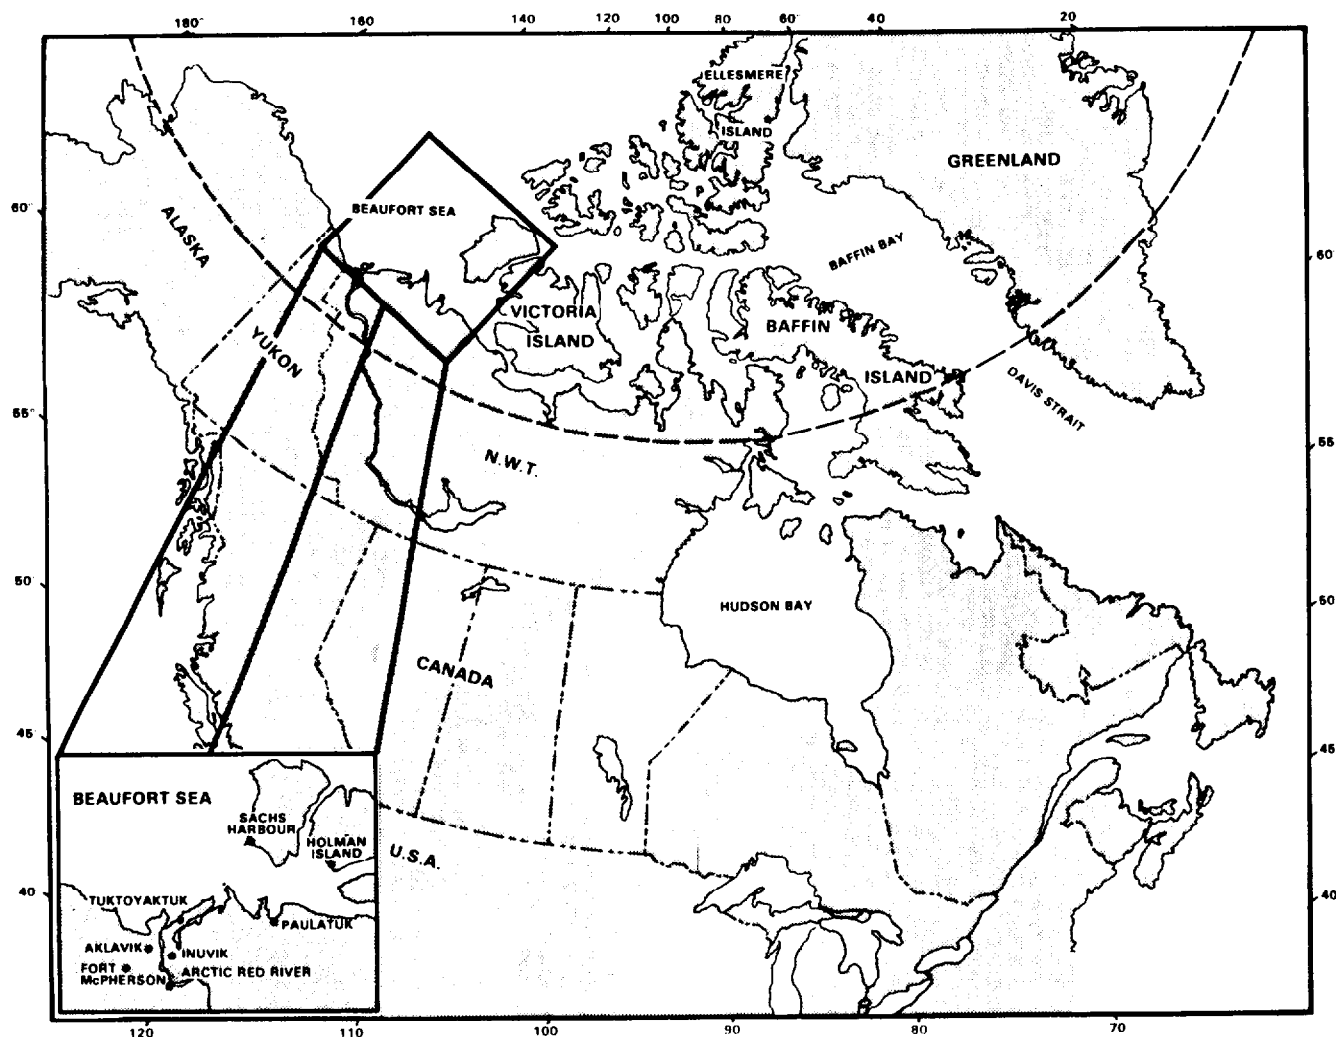 180° 160 140 120 100 80 60° 40 20
ELLESMERE
ISLAND
GREENLAND
60°
ALASKA
BEAUFORT SEA
BAFFIN BAY
60
VICTORIA
ISLAND
BAFFIN
ISLAND
YUKON
DAVIS STRAIT
55°
55
N.W.T.
50
50
HUDSON BAY
CANADA
45
45
BEAUFORT SEA
SACHS
HARBOUR
HOLMAN
ISLAND
U.S.A.
40
40
TUKTOYAKTUK
PAULATUK
AKLAVIK
INUVIK
FORT
McPHERSON
ARCTIC RED RIVER
120 110 100 90 80 70